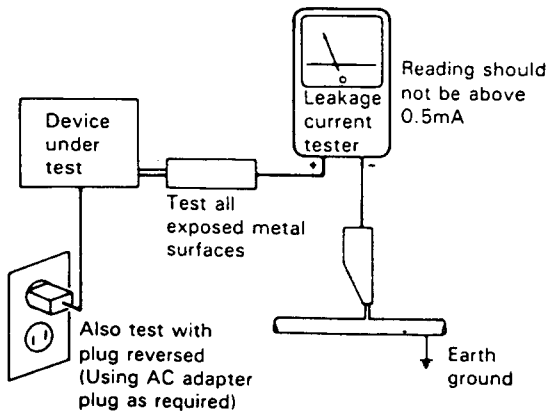 Reading should
not be above
0.5mA
Leakage
current
tester
+ -
Device
under
test
Test all
exposed metal
surfaces
Also test with
plug reversed
(Using AC adapter
plug as required)
Earth
ground